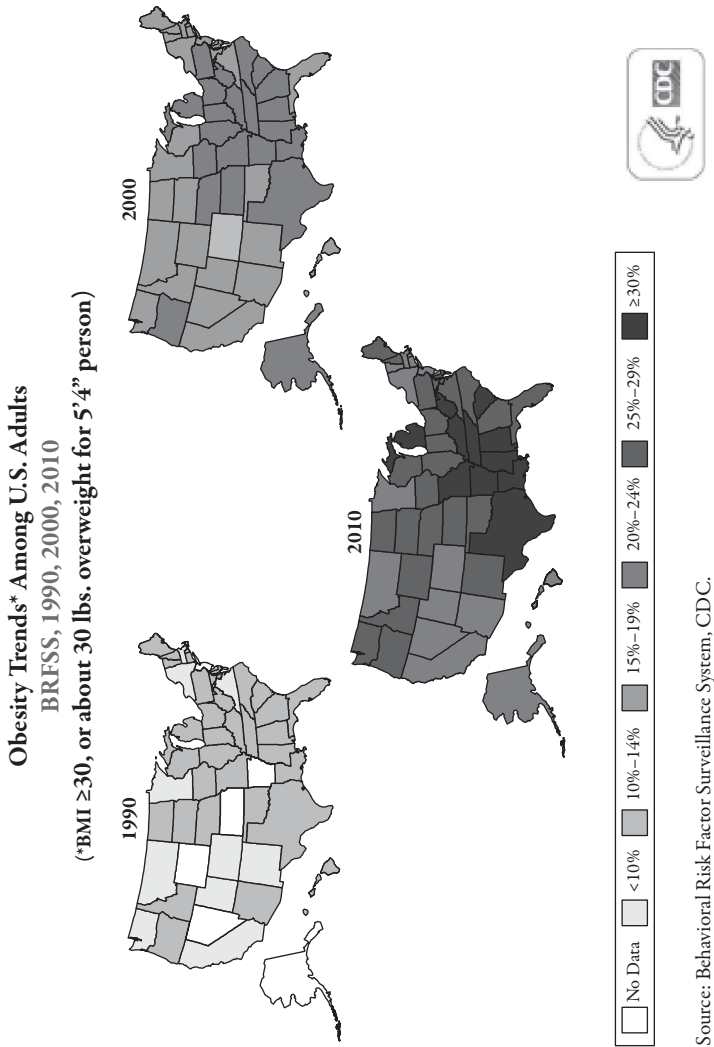 Obesity Trends* Among U.S. Adults
BRFSS, 1990, 2000, 2010
(*BMI ≥30, or about 30 lbs. overweight for 5’4” person)
1990
2000
2010
No Data
<10%
10%–14%
15%–19%
20%–24%
25%–29%
≥30%
CDC
Source: Behavioral Risk Factor Surveillance System, CDC.